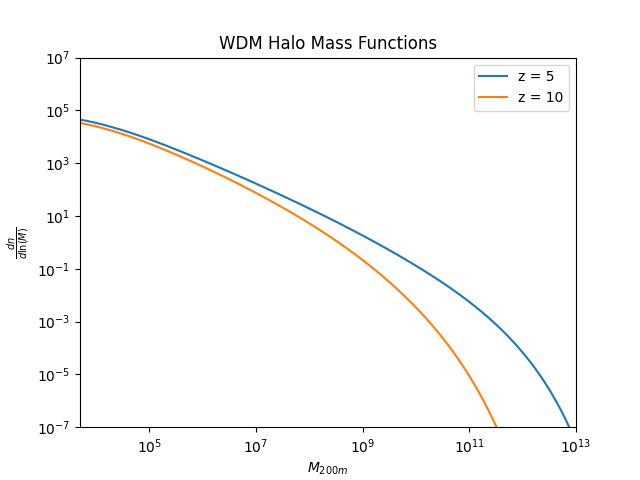 WDM Halo Mass Functions
10^7
10^5
10^3
10^1
10^−1
10^−3
10^−5
10^−7
dn/dln(M)
z = 5
z = 10
10^5 10^7 10^9 10^11 10^13
M_200m